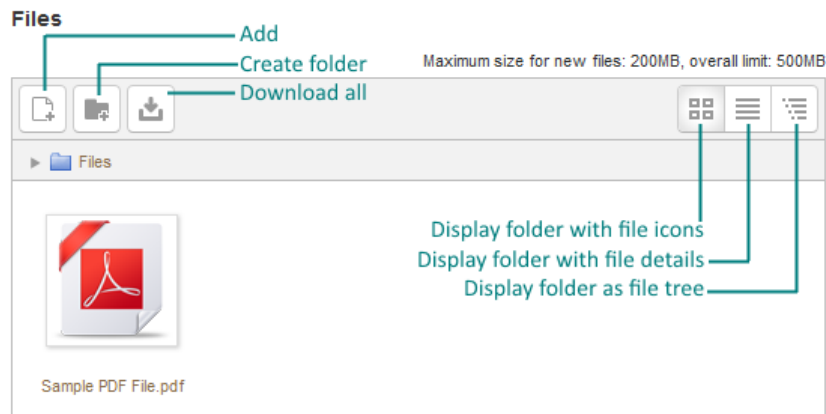 Files
Add
Create folder
Maximum size for new files: 200MB, overall limit: 500MB
Download all
Files
Display folder with file icons
Display folder with file details
Display folder as file tree
Sample PDF File.pdf